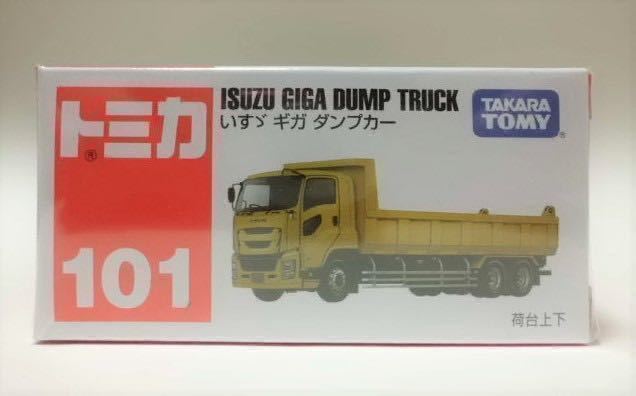 トミカ
®
101
ISUZU GIGA DUMP TRUCK
いすゞ ギガ ダンプカー
TAKARA
TOMY
®
荷台上下